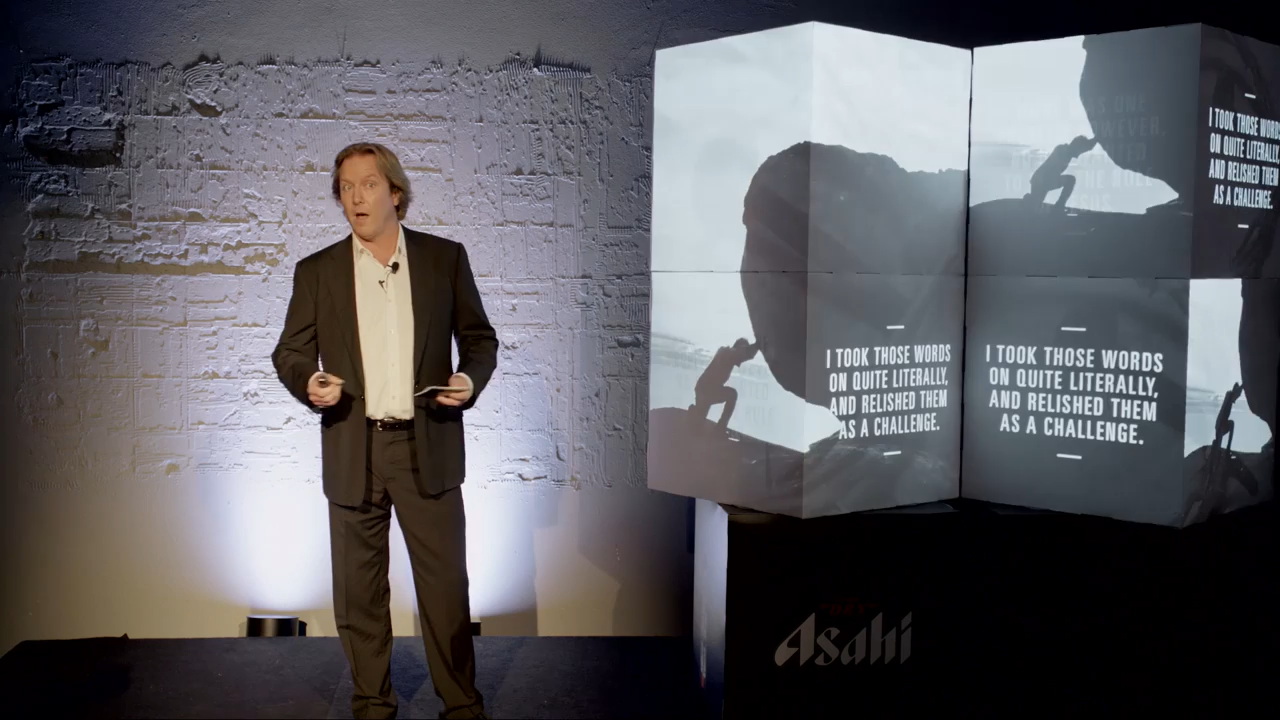 I TOOK THOSE WORDS
ON QUITE LITERALLY,
AND RELISHED THEM
AS A CHALLENGE.
I TOOK THOSE WORDS
ON QUITE LITERALLY,
AND RELISHED THEM
AS A CHALLENGE.
I TOOK THOSE WORDS
ON QUITE LITERALLY,
AND RELISHED THEM
AS A CHALLENGE.
Asahi